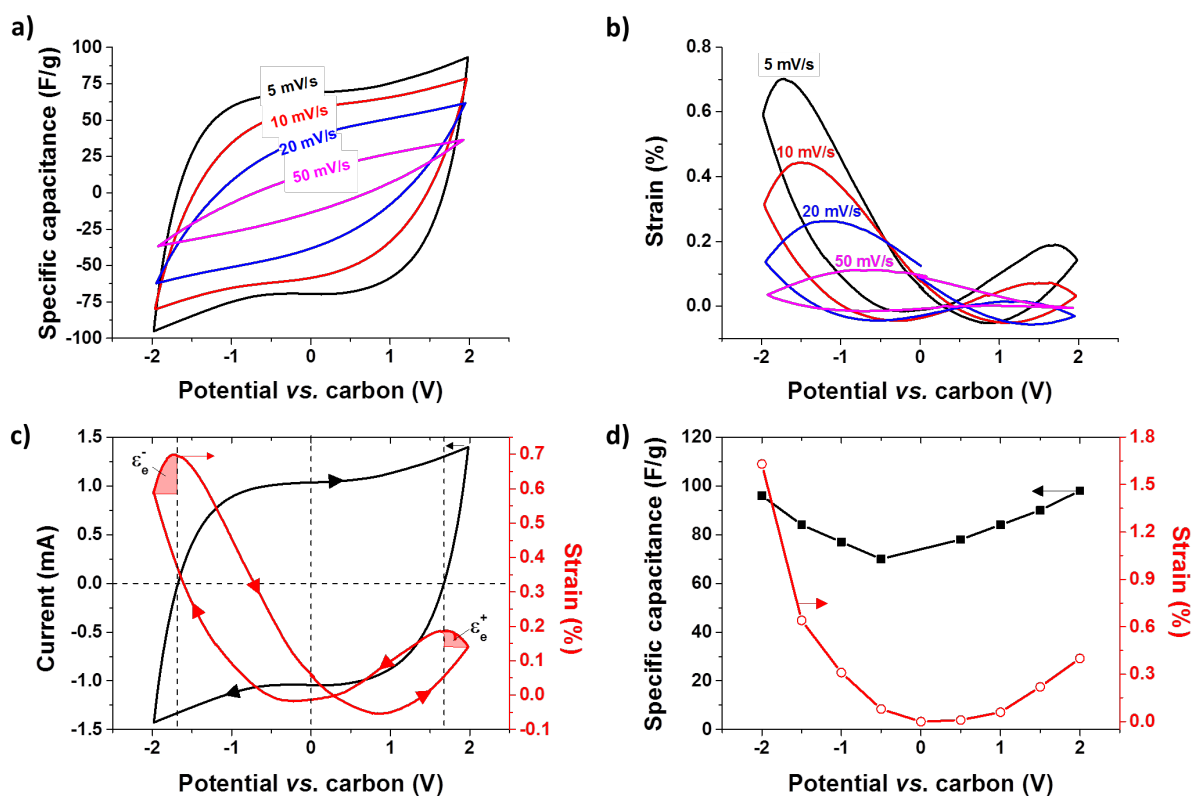 a)
Specific capacitance (F/g)
100
75
50
25
0
-25
-50
-75
-100
5 mV/s
10 mV/s
20 mV/s
50 mV/s
-2
-1
0
1
2
Potential vs. carbon (V)
b)
Strain (%)
0.8
0.6
0.4
0.2
0.0
5 mV/s
10 mV/s
20 mV/s
50 mV/s
-2
-1
0
1
2
Potential vs. carbon (V)
c)
Current (mA)
1.5
1.0
0.5
0.0
-0.5
-1.0
-1.5
εe-
εe+
0.7
0.6
0.5
0.4
0.3
0.2
0.1
0.0
-0.1
Strain (%)
-2
-1
0
1
2
Potential vs. carbon (V)
d)
Specific capacitance (F/g)
120
100
80
60
40
20
0
1.8
1.5
1.2
0.9
0.6
0.3
0.0
Strain (%)
-2
-1
0
1
2
Potential vs. carbon (V)